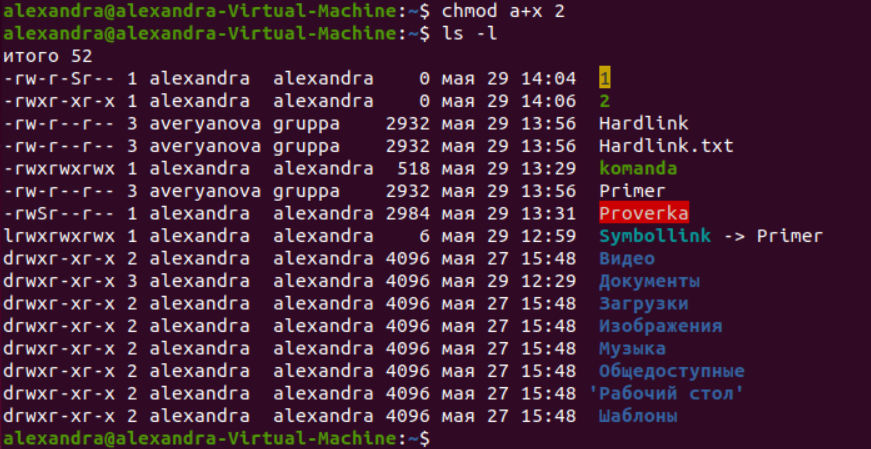 alexandra@alexandra-Virtual-Machine:~$ chmod a+x 2
alexandra@alexandra-Virtual-Machine:~$ ls -l
итого 52
-rw-r-Sr-- 1 alexandra  alexandra    0 мая 29 14:04  1
-rwxr-xr-x 1 alexandra  alexandra    0 мая 29 14:06  2
-rw-r--r-- 3 averyanova gruppa    2932 мая 29 13:56  Hardlink
-rw-r--r-- 3 averyanova gruppa    2932 мая 29 13:56  Hardlink.txt
-rwxrwxrwx 1 alexandra  alexandra  518 мая 29 13:29  komanda
-rw-r--r-- 3 averyanova gruppa    2932 мая 29 13:56  Primer
-rwSr--r-- 1 alexandra  alexandra 2984 мая 29 13:31  Proverka
lrwxrwxrwx 1 alexandra  alexandra    6 мая 29 12:59  Symbollink -> Primer
drwxr-xr-x 2 alexandra  alexandra 4096 мая 27 15:48  Видео
drwxr-xr-x 3 alexandra  alexandra 4096 мая 29 12:29  Документы
drwxr-xr-x 2 alexandra  alexandra 4096 мая 27 15:48  Загрузки
drwxr-xr-x 2 alexandra  alexandra 4096 мая 27 15:48  Изображения
drwxr-xr-x 2 alexandra  alexandra 4096 мая 27 15:48  Музыка
drwxr-xr-x 2 alexandra  alexandra 4096 мая 27 15:48  Общедоступные
drwxr-xr-x 2 alexandra  alexandra 4096 мая 27 15:48 'Рабочий стол'
drwxr-xr-x 2 alexandra  alexandra 4096 мая 27 15:48  Шаблоны
alexandra@alexandra-Virtual-Machine:~$